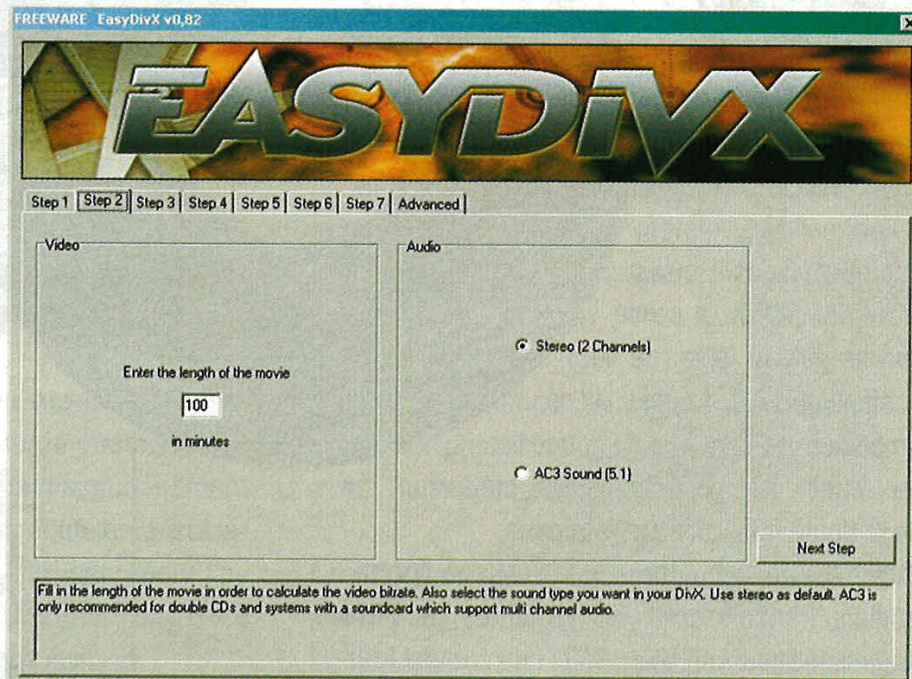 FREEWARE EasyDivX v0,82
EASYDiVX
Step 1 Step 2 Step 3 Step 4 Step 5 Step 6 Step 7 Advanced
Video
Enter the length of the movie
100
in minutes
Audio
Stereo (2 Channels)
AC3 Sound (5.1)
Next Step
Fill in the length of the movie in order to calculate the video bitrate. Also select the sound type you want in your DivX. Use stereo as default. AC3 is
only recommended for double CDs and systems with a soundcard which support multi channel audio.